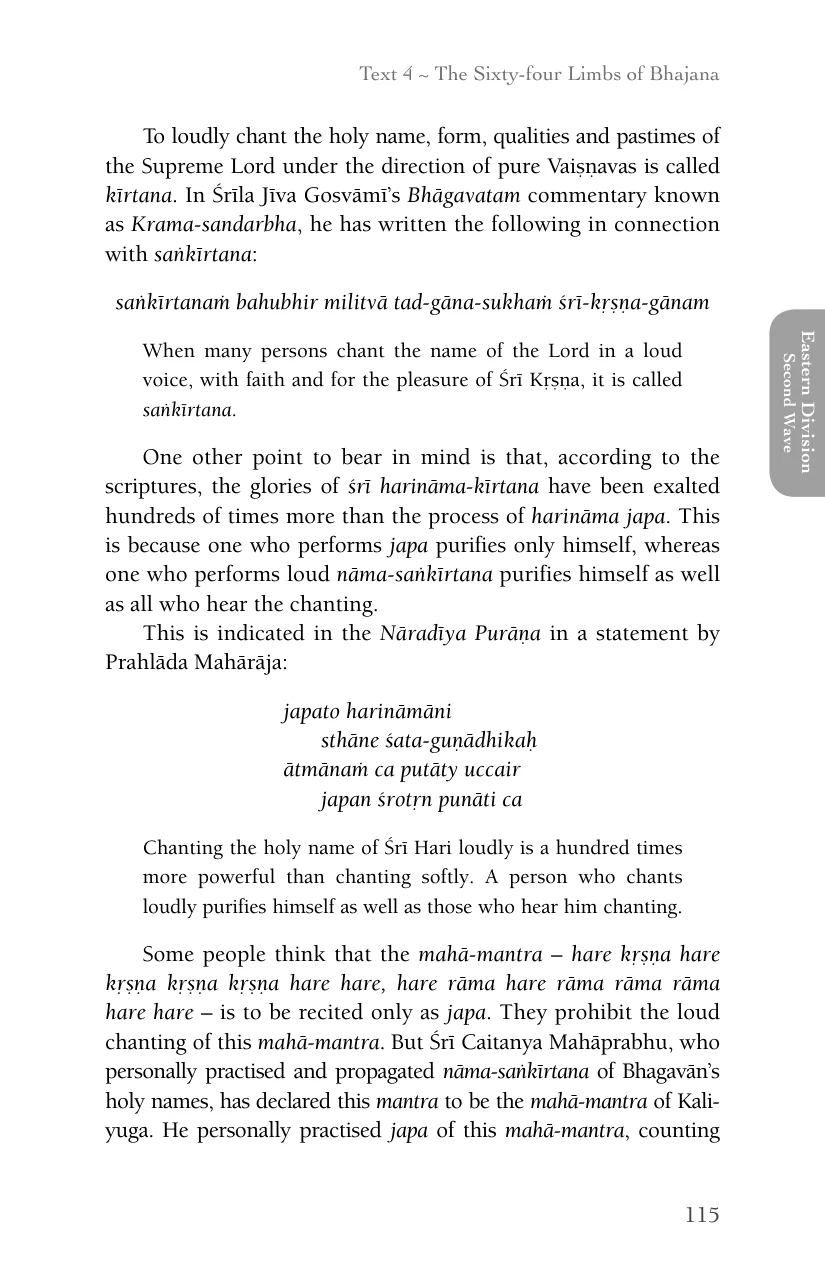 Text 4 ~ The Sixty-four Limbs of Bhajana
To loudly chant the holy name, form, qualities and pastimes of
the Supreme Lord under the direction of pure Vaiṣṇavas is called
kīrtana. In Śrīla Jīva Gosvāmī’s Bhāgavatam commentary known
as Krama-sandarbha, he has written the following in connection
with saṅkīrtana:
saṅkīrtanaṁ bahubhir militvā tad-gāna-sukhaṁ śrī-kṛṣṇa-gānam
When many persons chant the name of the Lord in a loud
voice, with faith and for the pleasure of Śrī Kṛṣṇa, it is called
saṅkīrtana.
One other point to bear in mind is that, according to the
scriptures, the glories of śrī harināma-kīrtana have been exalted
hundreds of times more than the process of harināma japa. This
is because one who performs japa purifies only himself, whereas
one who performs loud nāma-saṅkīrtana purifies himself as well
as all who hear the chanting.
This is indicated in the Nāradīya Purāṇa in a statement by
Prahlāda Mahārāja:
japato harināmāni
sthāne śata-guṇādhikaḥ
ātmānaṁ ca putāty uccair
japan śrotṛn punāti ca
Chanting the holy name of Śrī Hari loudly is a hundred times
more powerful than chanting softly. A person who chants
loudly purifies himself as well as those who hear him chanting.
Some people think that the mahā-mantra – hare kṛṣṇa hare
kṛṣṇa kṛṣṇa kṛṣṇa hare hare, hare rāma hare rāma rāma rāma
hare hare – is to be recited only as japa. They prohibit the loud
chanting of this mahā-mantra. But Śrī Caitanya Mahāprabhu, who
personally practised and propagated nāma-saṅkīrtana of Bhagavān’s
holy names, has declared this mantra to be the mahā-mantra of Kali-
yuga. He personally practised japa of this mahā-mantra, counting
Eastern Division
Second Wave
115